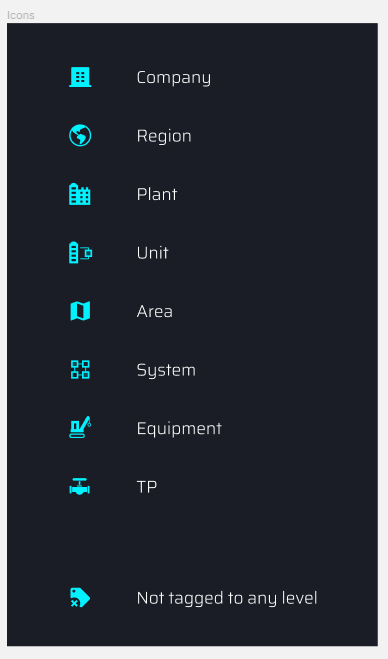 Icons
Company
Region
Plant
Unit
Area
System
Equipment
TP
Not tagged to any level